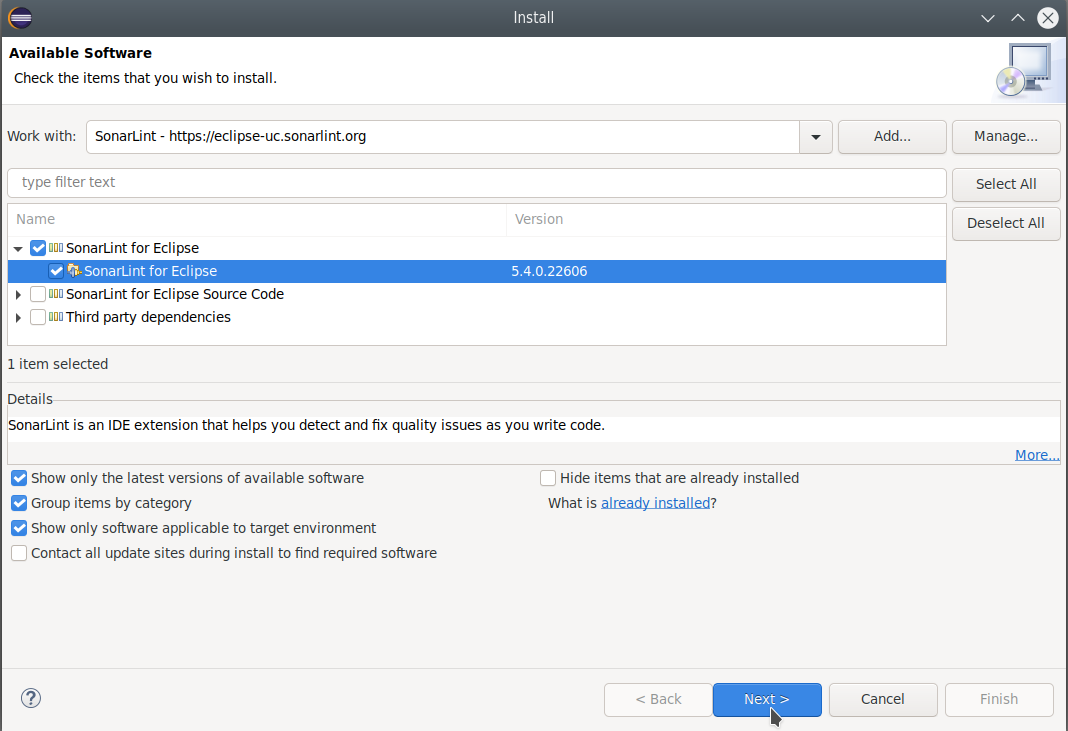 Install
Available Software
Check the items that you wish to install.
Work with: SonarLint - https://eclipse-uc.sonarlint.org Add... Manage...
type filter text Select All
Name Version Deselect All
SonarLint for Eclipse
SonarLint for Eclipse 5.4.0.22606
SonarLint for Eclipse Source Code
Third party dependencies
1 item selected
Details
SonarLint is an IDE extension that helps you detect and fix quality issues as you write code.
More...
Show only the latest versions of available software Hide items that are already installed
Group items by category What is already installed?
Show only software applicable to target environment
Contact all update sites during install to find required software
? < Back Next > Cancel Finish